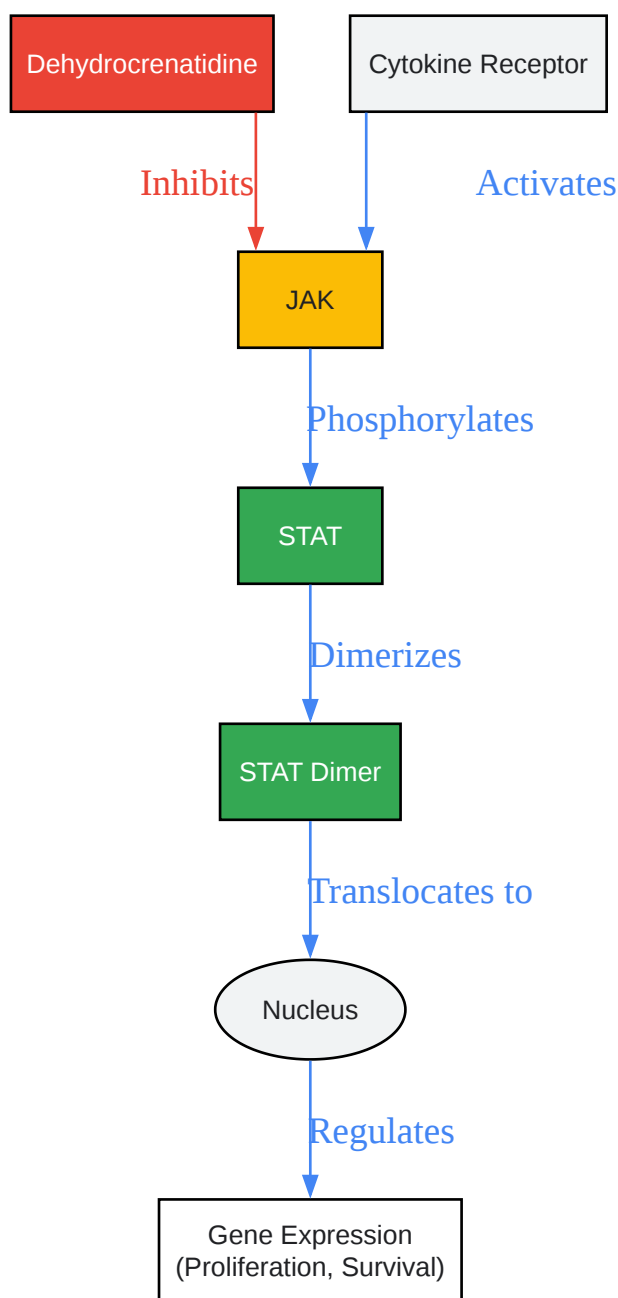 Dehydrocrenatidine
Cytokine Receptor
Inhibits
Activates
JAK
Phosphorylates
STAT
Dimerizes
STAT Dimer
Translocates to
Nucleus
Regulates
Gene Expression
(Proliferation, Survival)